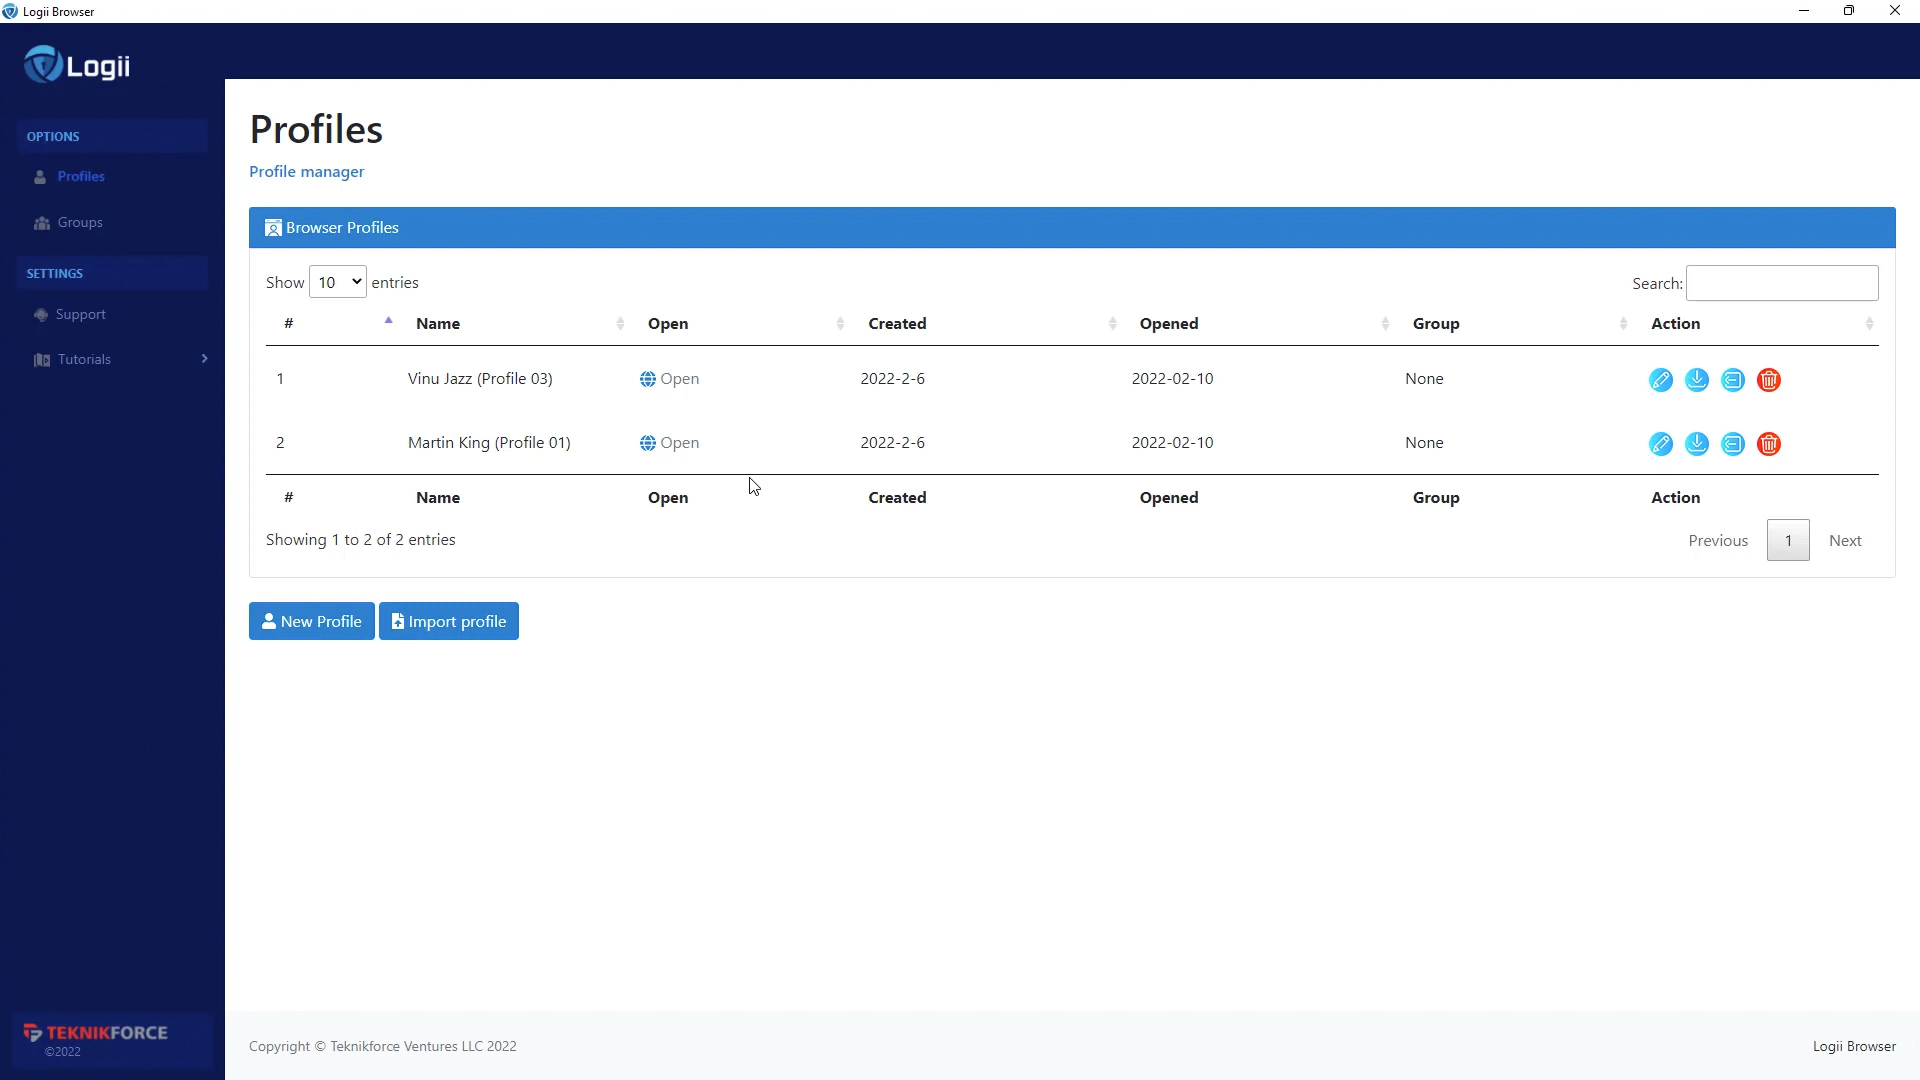 Logii Browser
Logii
OPTIONS
Profiles
Groups
SETTINGS
Support
Tutorials
TEKNIKFORCE
©2022
Profiles
Profile manager
Browser Profiles
Show 10 entries
Search:
# Name Open Created Opened Group Action
1 Vinu Jazz (Profile 03) Open 2022-2-6 2022-02-10 None
2 Martin King (Profile 01) Open 2022-2-6 2022-02-10 None
# Name Open Created Opened Group Action
Showing 1 to 2 of 2 entries
Previous 1 Next
New Profile Import profile
Copyright © Teknikforce Ventures LLC 2022
Logii Browser